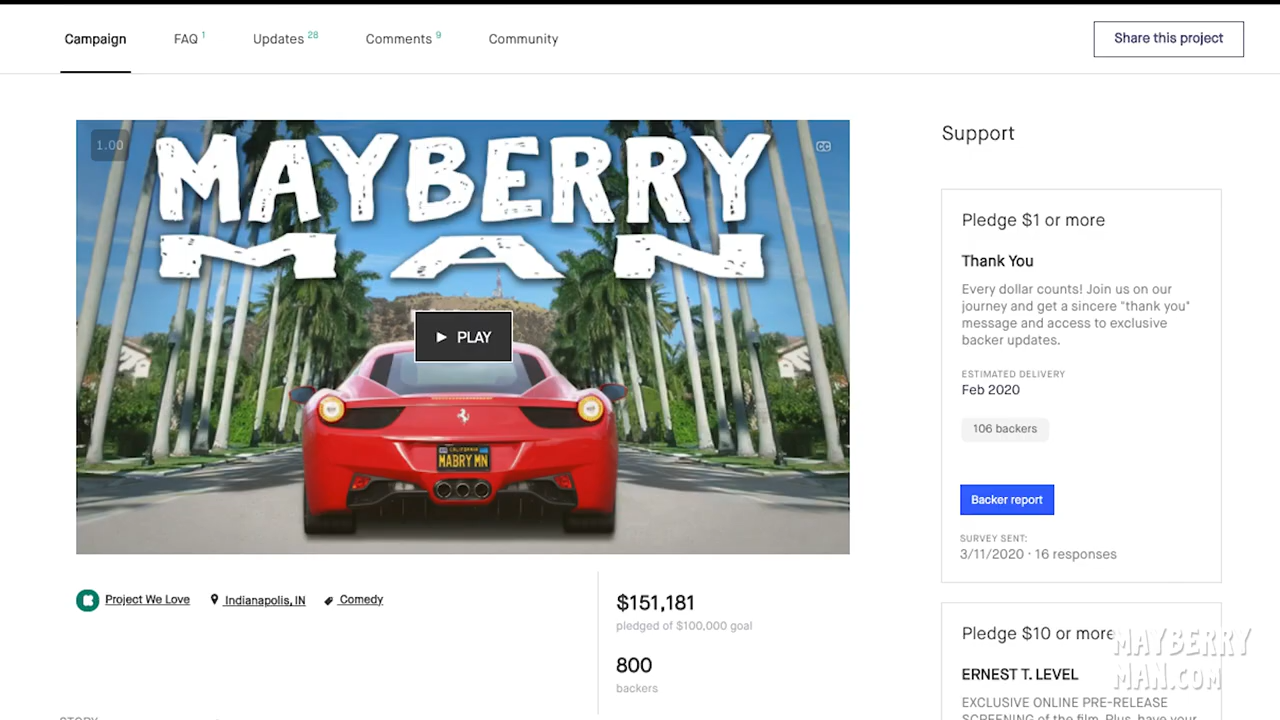 Campaign
FAQ 1
Updates 28
Comments 9
Community
Share this project
1.00
CC
MAYBERRY
MAN
PLAY
CALIFORNIA
MABRY MN
Project We Love
Indianapolis, IN
Comedy
$151,181
pledged of $100,000 goal
800
backers
Support
Pledge $1 or more
Thank You
Every dollar counts! Join us on our
journey and get a sincere "thank you"
message and access to exclusive
backer updates.
ESTIMATED DELIVERY
Feb 2020
106 backers
Backer report
SURVEY SENT:
3/11/2020 · 16 responses
Pledge $10 or more
ERNEST T. LEVEL
EXCLUSIVE ONLINE PRE-RELEASE
SCREENING of the film. Plus, have your
MAYBERRY
MAN.COM
STORY